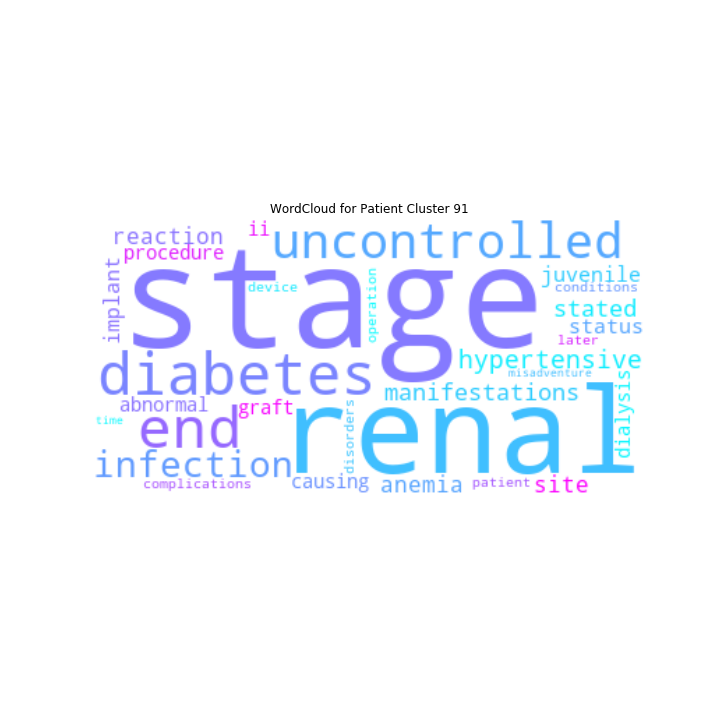 WordCloud for Patient Cluster 91
reaction
ii
uncontrolled
procedure
implant
stage
device
operation
juvenile
conditions
stated
status
later
diabetes
hypertensive
misadventure
manifestations
dialysis
abnormal
graft
time
end
renal
disorders
infection
complications
causing
anemia
patient
site